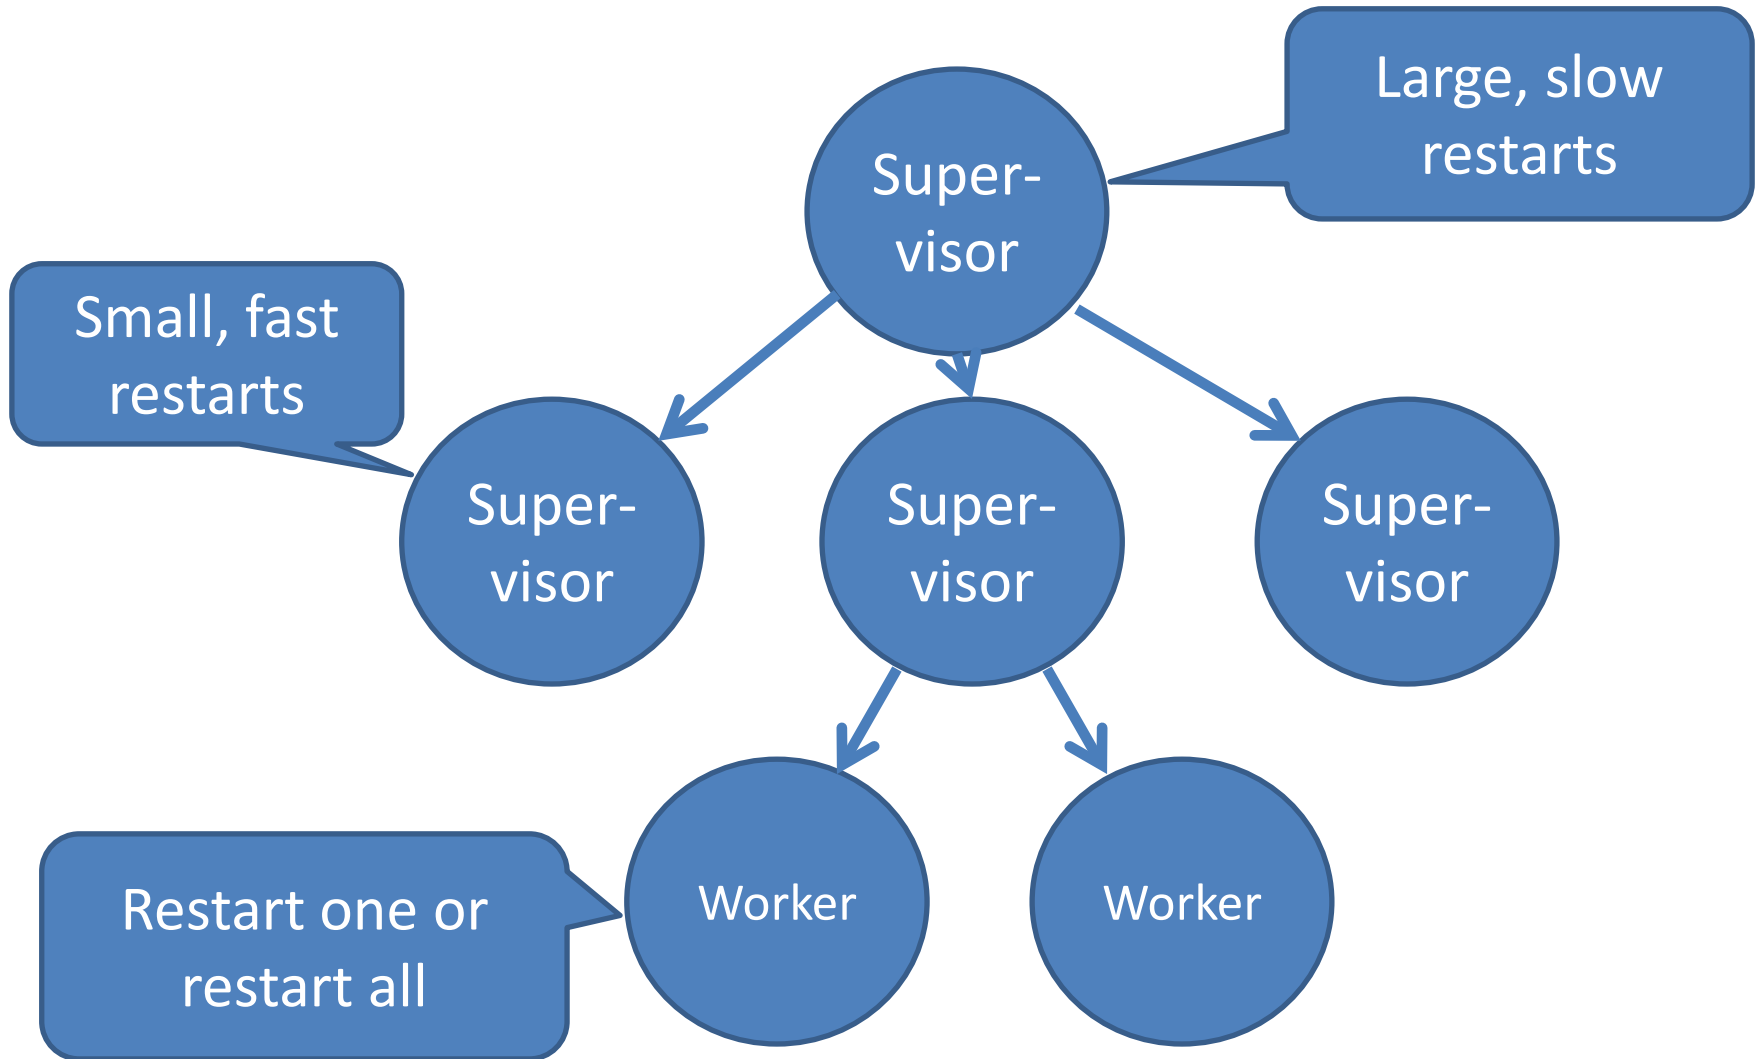 Large, slow
restarts
Super-
visor
Small, fast
restarts
Super-
visor
Super-
visor
Super-
visor
Restart one or
restart all
Worker
Worker